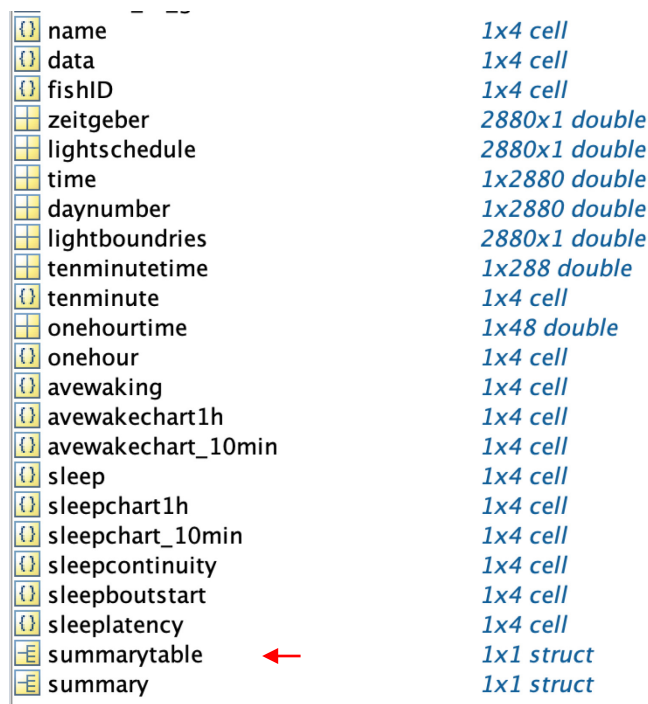 name 1x4 cell
data 1x4 cell
fishID 1x4 cell
zeitgeber 2880x1 double
lightschedule 2880x1 double
time 1x2880 double
daynumber 1x2880 double
lightboundries 2880x1 double
tenminutetime 1x288 double
tenminute 1x4 cell
onehourtime 1x48 double
onehour 1x4 cell
avewaking 1x4 cell
avewakechart1h 1x4 cell
avewakechart_10min 1x4 cell
sleep 1x4 cell
sleepchart1h 1x4 cell
sleepchart_10min 1x4 cell
sleepcontinuity 1x4 cell
sleepboutstart 1x4 cell
sleeplatency 1x4 cell
summarytable 1x1 struct
summary 1x1 struct